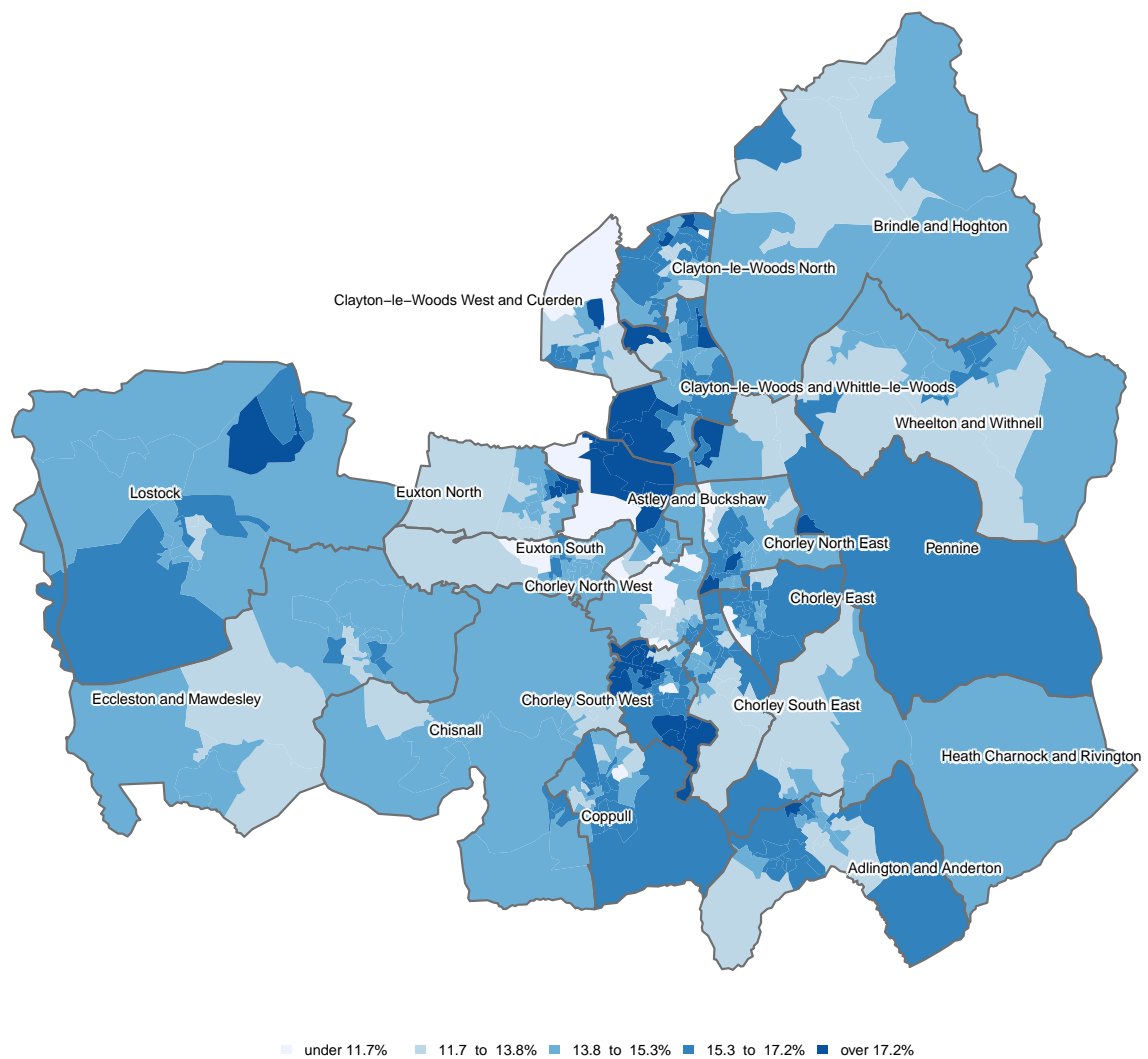 Brindle and Hoghton
Clayton−le−Woods North
Clayton−le−Woods West and Cuerden
Clayton−le−Woods and Whittle−le−Woods
Wheelton and Withnell
Lostock
Euxton North
Astley and Buckshaw
Euxton South
Chorley North East
Pennine
Chorley North West
Chorley East
Eccleston and Mawdesley
Chorley South West
Chorley South East
Chisnall
Heath Charnock and Rivington
Coppull
Adlington and Anderton
under 11.7% 11.7 to 13.8% 13.8 to 15.3% 15.3 to 17.2% over 17.2%